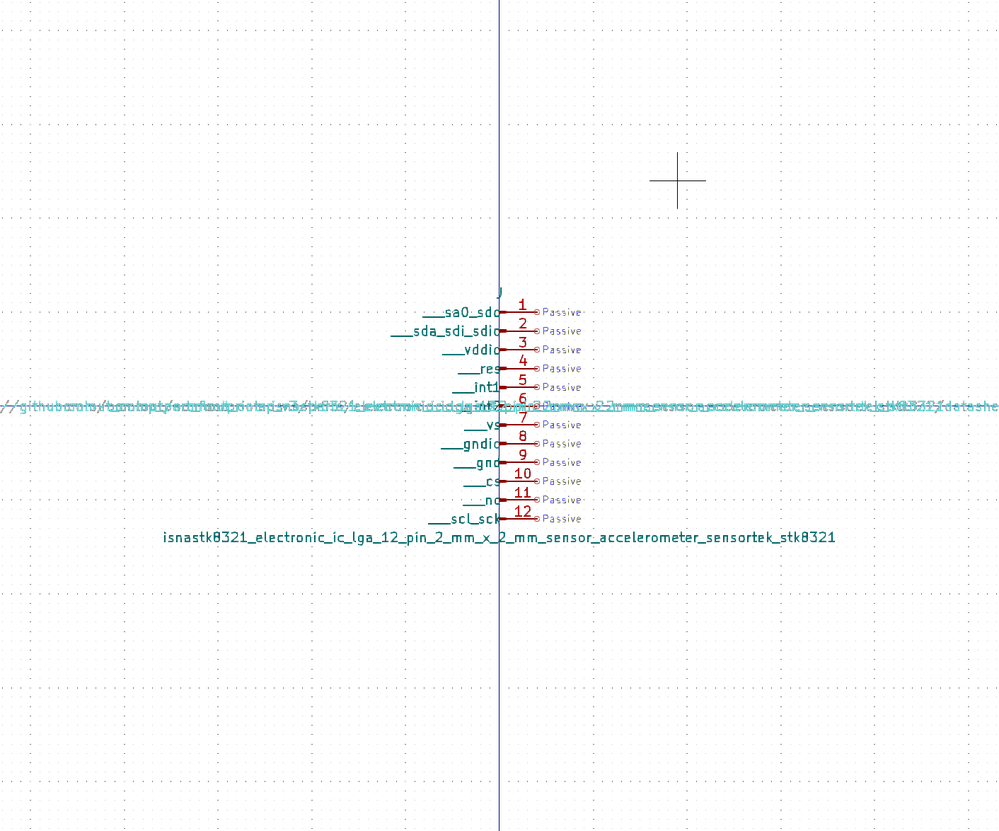 J
___sa0_sdo 1 Passive
___sda_sdi_sdio 2 Passive
___vddio 3 Passive
___res 4 Passive
___int1 5 Passive
6
___vs 7 Passive
___gndio 8 Passive
___gnd 9 Passive
___cs 10 Passive
___nc 11 Passive
___scl_sck 12 Passive
isnastk8321_electronic_ic_lga_12_pin_2_mm_x_2_mm_sensor_accelerometer_sensortek_stk8321